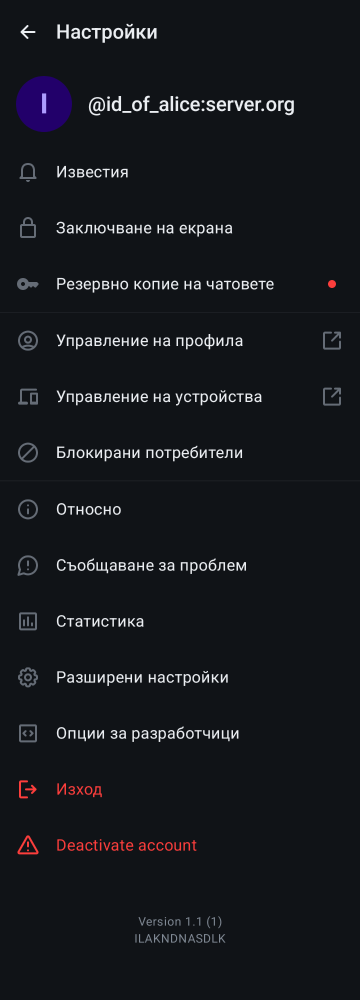 Настройки
I
@id_of_alice:server.org
Известия
Заключване на екрана
Резервно копие на чатовете
Управление на профила
Управление на устройства
Блокирани потребители
Относно
Съобщаване за проблем
Статистика
Разширени настройки
Опции за разработчици
Изход
Deactivate account
Version 1.1 (1)
ILAKNDNASDLK